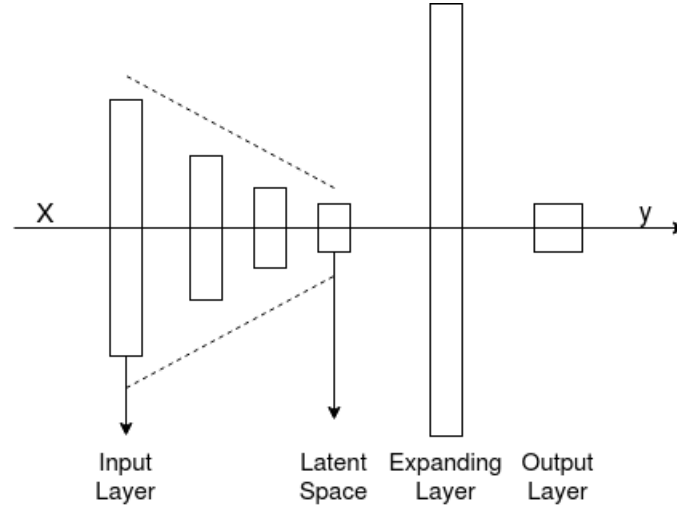 X
y
Input
Layer
Latent
Space
Expanding
Layer
Output
Layer